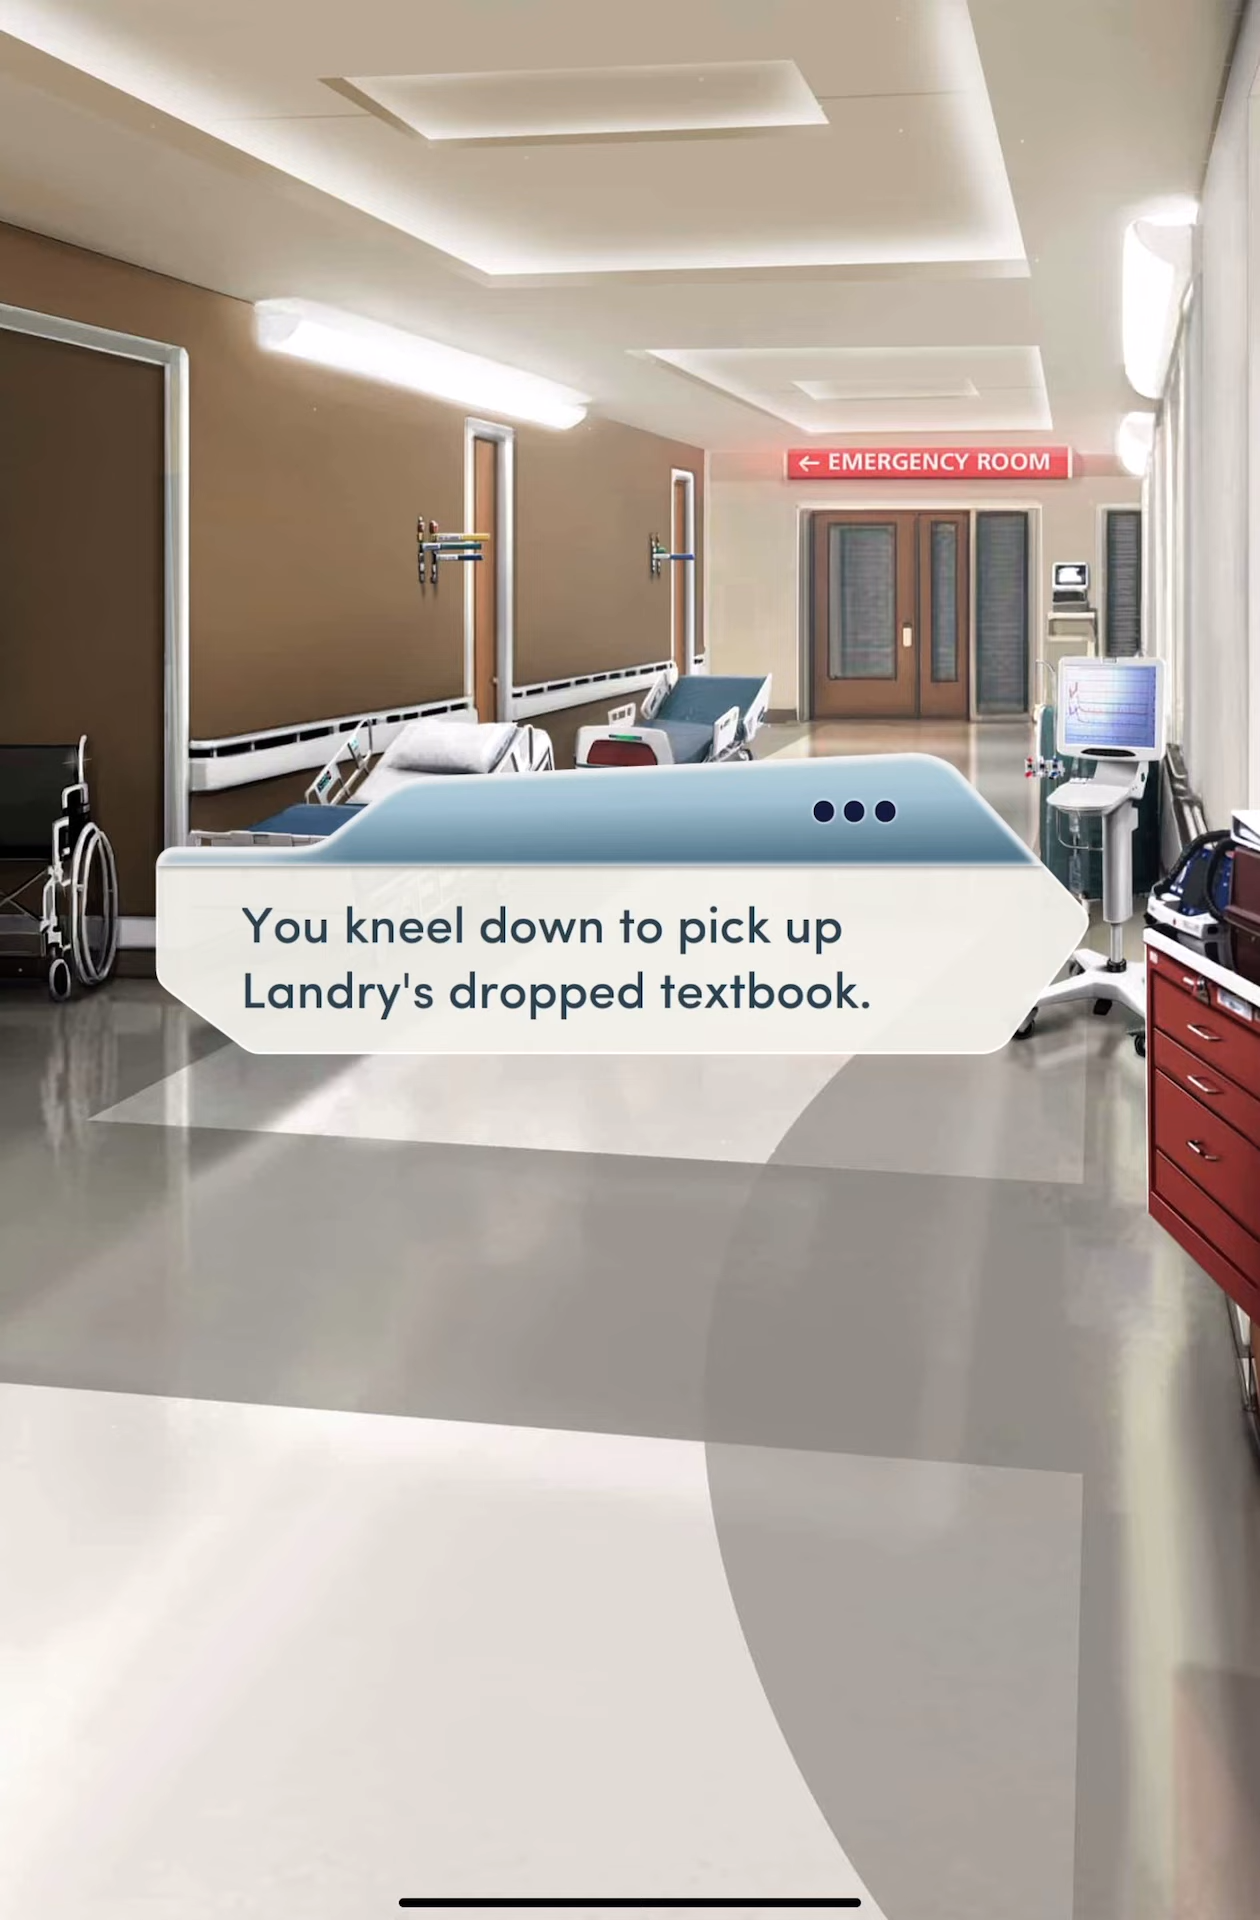 ← EMERGENCY ROOM
You kneel down to pick up
Landry's dropped textbook.